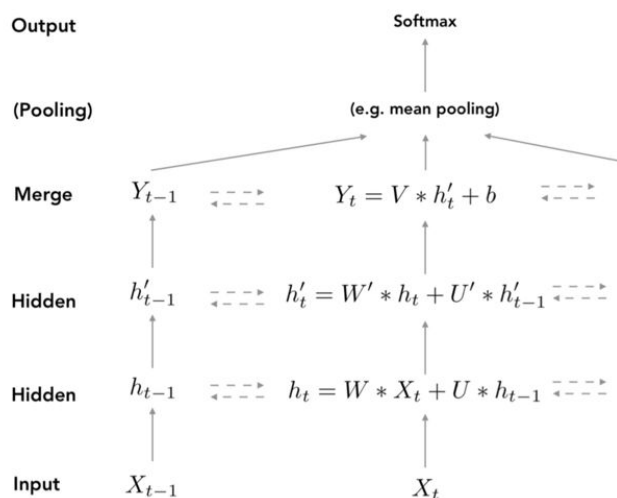 Output Softmax
(Pooling) (e.g. mean pooling)
Merge Y_{t-1} Y_t = V * h'_t + b
Hidden h'_{t-1} h'_t = W' * h_t + U' * h'_{t-1}
Hidden h_{t-1} h_t = W * X_t + U * h_{t-1}
Input X_{t-1} X_t